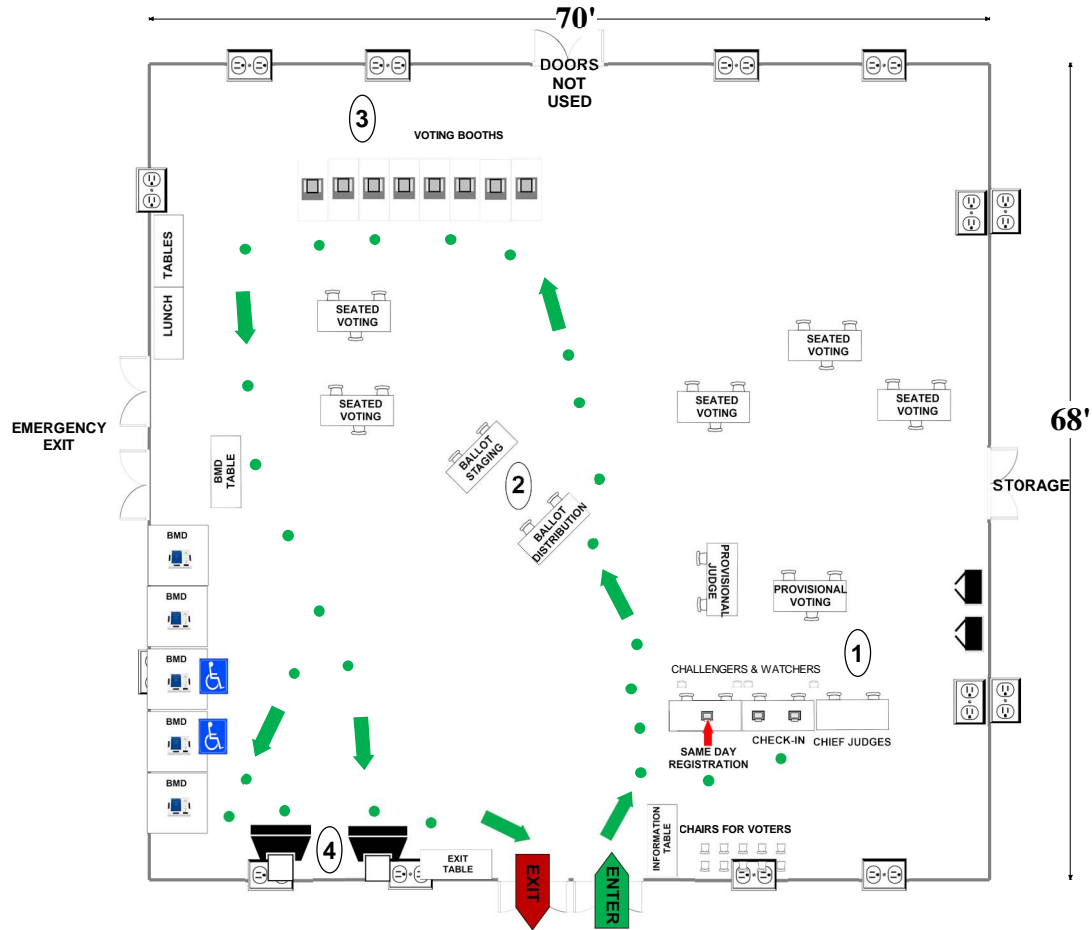 70'
DOORS
NOT
USED
3
VOTING BOOTHS
TABLES
LUNCH
SEATED
VOTING
SEATED
VOTING
SEATED
VOTING
SEATED
VOTING
SEATED
VOTING
68'
EMERGENCY
EXIT
BMD
TABLE
BALLOT
STAGING
2
BALLOT
DISTRIBUTION
STORAGE
BMD
BMD
BMD
BMD
BMD
PROVISIONAL
JUDGE
PROVISIONAL
VOTING
1
CHALLENGERS & WATCHERS
SAME DAY
REGISTRATION
CHECK-IN
CHIEF JUDGES
INFORMATION
TABLE
CHAIRS FOR VOTERS
4
EXIT
TABLE
EXIT
ENTER